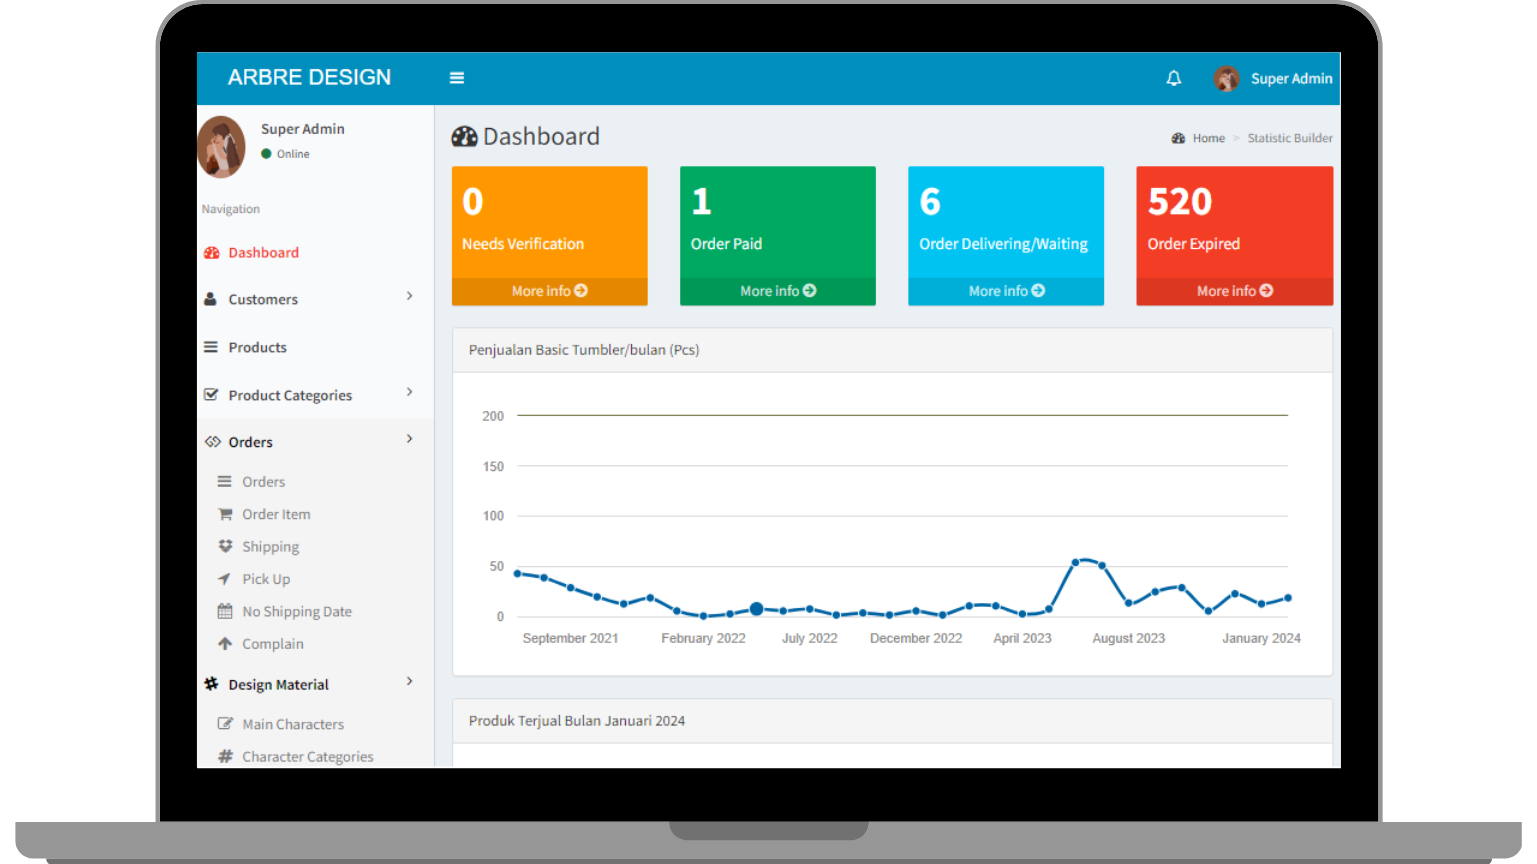 ARBRE DESIGN
Super Admin
Super Admin
Online
Navigation
Dashboard
Customers
Products
Product Categories
Orders
Orders
Order Item
Shipping
Pick Up
No Shipping Date
Complain
Design Material
Main Characters
Character Categories
Dashboard
Home > Statistic Builder
0
Needs Verification
More info
1
Order Paid
More info
6
Order Delivering/Waiting
More info
520
Order Expired
More info
Penjualan Basic Tumbler/bulan (Pcs)
200
150
100
50
0
September 2021
February 2022
July 2022
December 2022
April 2023
August 2023
January 2024
Produk Terjual Bulan Januari 2024